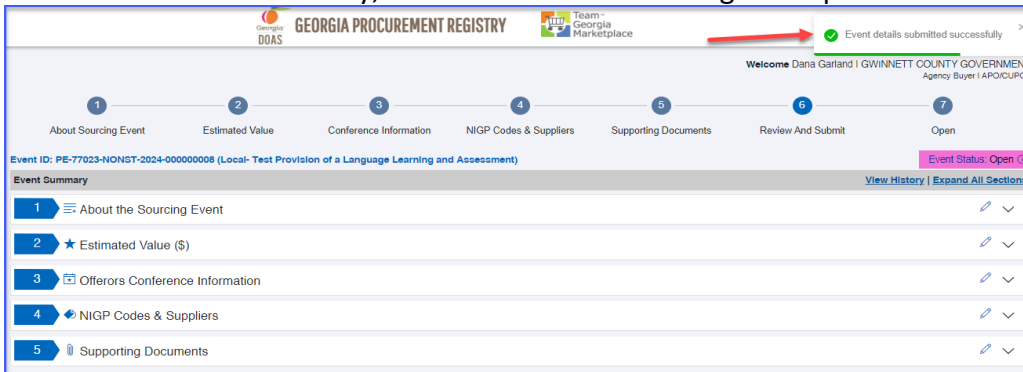 Georgia
DOAS
GEORGIA PROCUREMENT REGISTRY
Team-
Georgia
Marketplace
Event details submitted successfully
Welcome Dana Garland I GWINNETT COUNTY GOVERNMEN
Agency Buyer I APO/CUPO
1 2 3 4 5 6 7
About Sourcing Event Estimated Value Conference Information NIGP Codes & Suppliers Supporting Documents Review And Submit Open
Event ID: PE-77023-NONST-2024-000000008 (Local- Test Provision of a Language Learning and Assessment) Event Status: Open
Event Summary View History | Expand All Sections
1 About the Sourcing Event
2 Estimated Value ($)
3 Offerors Conference Information
4 NIGP Codes & Suppliers
5 Supporting Documents